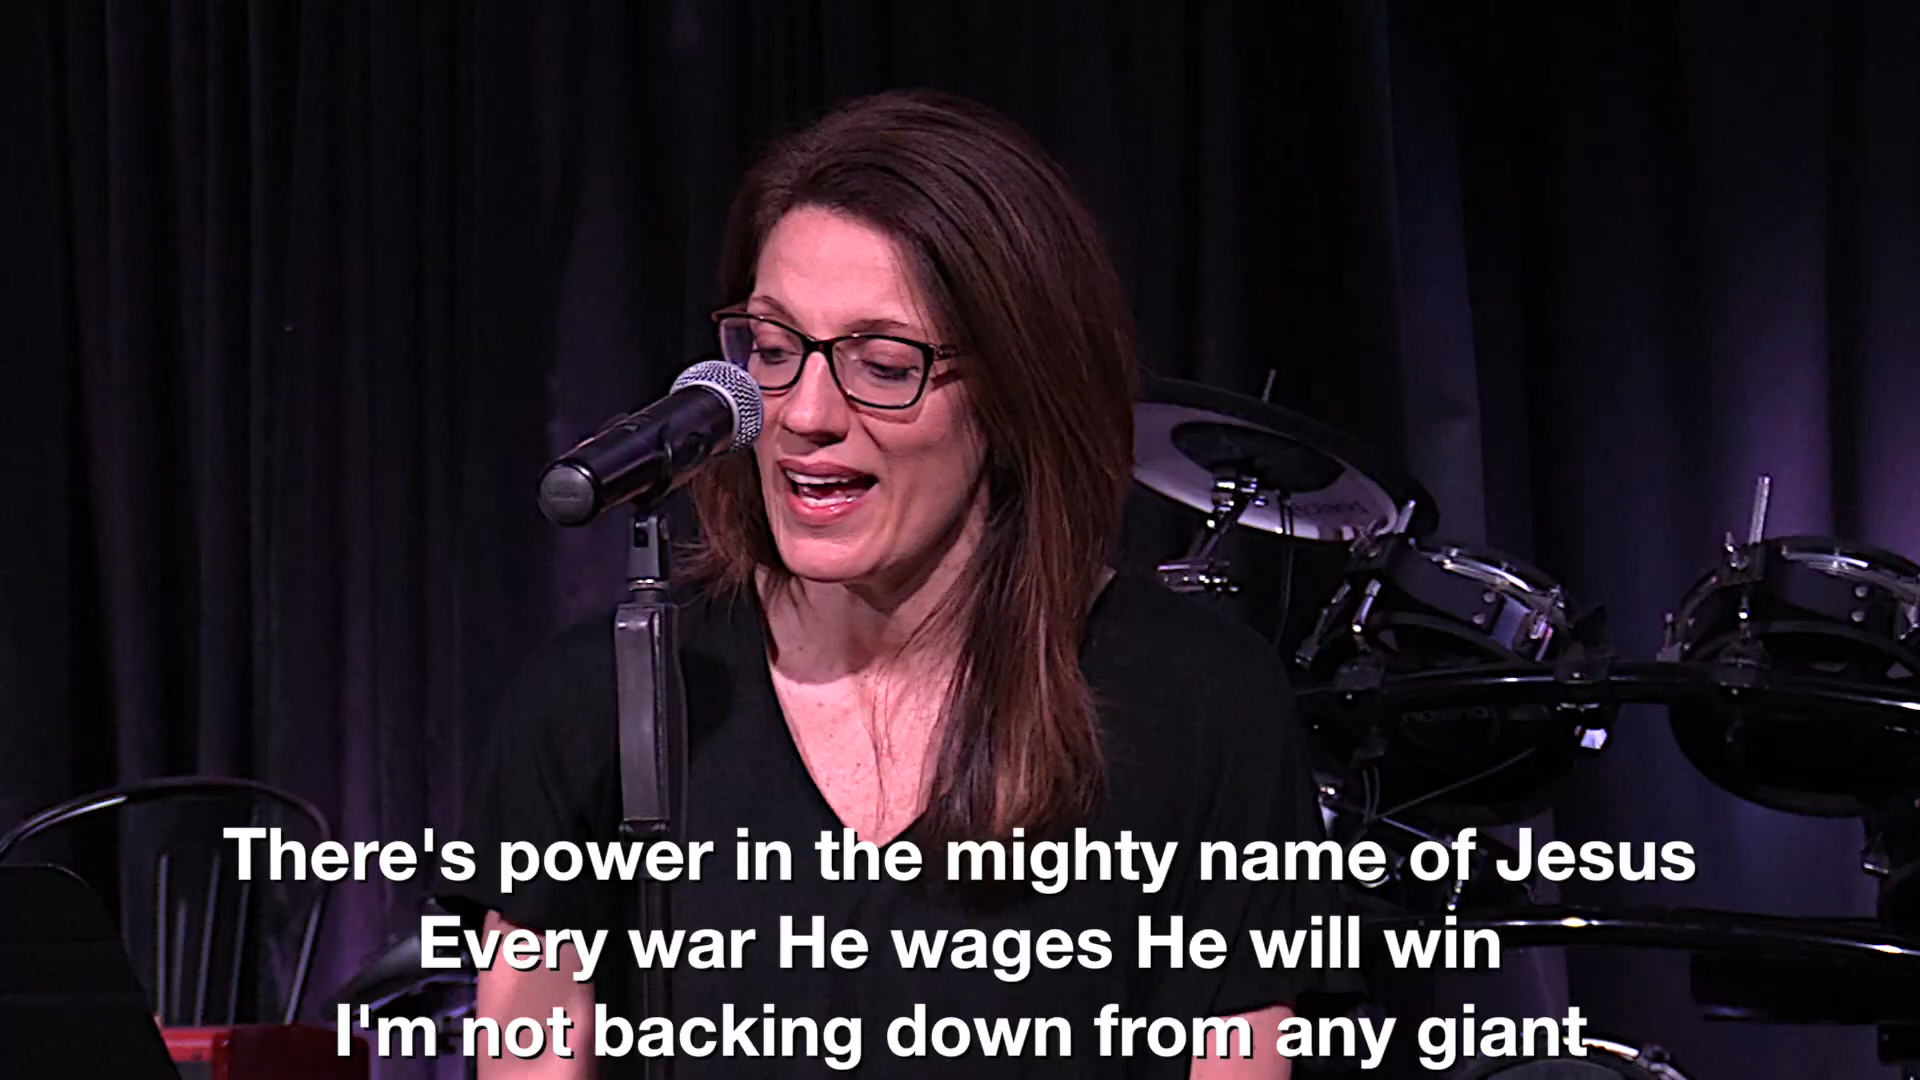 There's power in the mighty name of Jesus
Every war He wages He will win
I'm not backing down from any giant